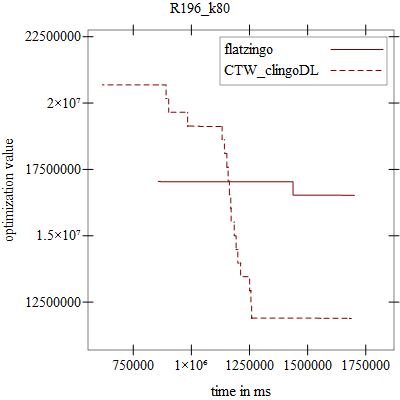 R196_k80
22500000
flatzingo
CTW_clingoDL
2×10⁷
17500000
1.5×10⁷
12500000
optimization value
750000 1×10⁶ 1250000 1500000 1750000
time in ms